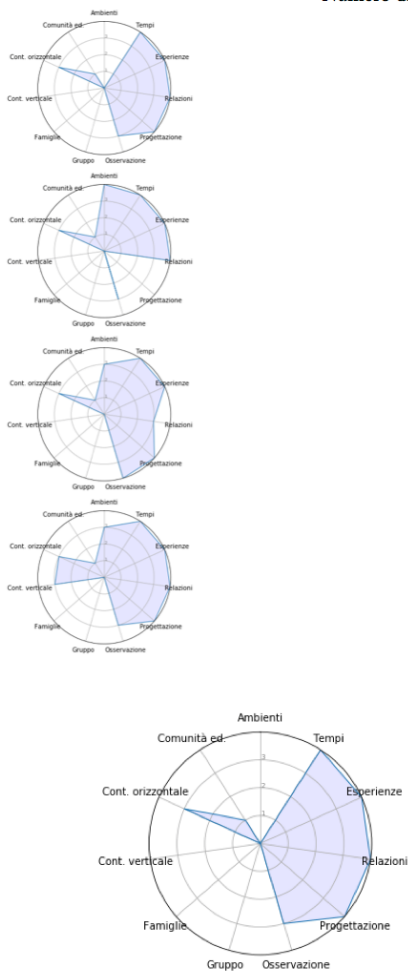 Ambienti
Comunità ed. Tempi
Cont. orizzontale Esperienze
Cont. verticale Relazioni
Famiglie Progettazione
Gruppo Osservazione
Ambienti
Comunità ed. Tempi
Cont. orizzontale Esperienze
Cont. verticale Relazioni
Famiglie Progettazione
Gruppo Osservazione
Ambienti
Comunità ed. Tempi
Cont. orizzontale Esperienze
Cont. verticale Relazioni
Famiglie Progettazione
Gruppo Osservazione
Ambienti
Comunità ed. Tempi
Cont. orizzontale Esperienze
Cont. verticale Relazioni
Famiglie Progettazione
Gruppo Osservazione
Ambienti
Comunità ed. Tempi
3
Cont. orizzontale 2 Esperienze
1
Cont. verticale Relazioni
Famiglie Progettazione
Gruppo Osservazione